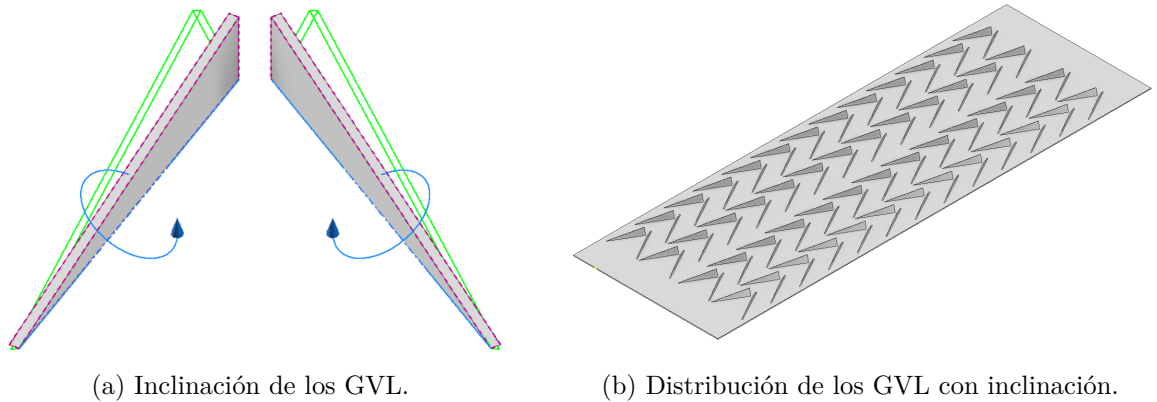 (a) Inclinación de los GVL.
(b) Distribución de los GVL con inclinación.